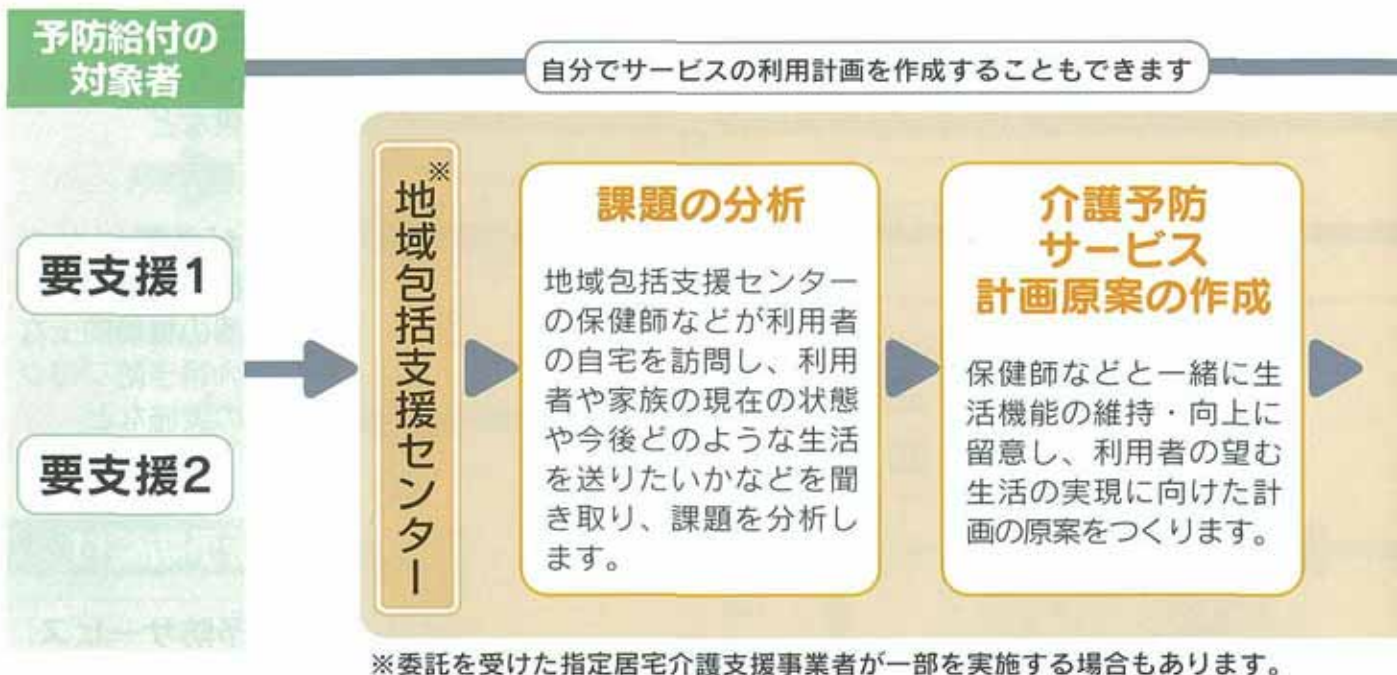 予防給付の
対象者
自分でサービスの利用計画を作成することもできます
要支援1
要支援2
※
地域包括支援センター
課題の分析
地域包括支援センター
の保健師などが利用者
の自宅を訪問し、利用
者や家族の現在の状態
や今後どのような生活
を送りたいかなどを聞
き取り、課題を分析し
ます。
介護予防
サービス
計画原案の作成
保健師などと一緒に生
活機能の維持・向上に
留意し、利用者の望む
生活の実現に向けた計
画の原案をつくります。
※委託を受けた指定居宅介護支援事業者が一部を実施する場合もあります。